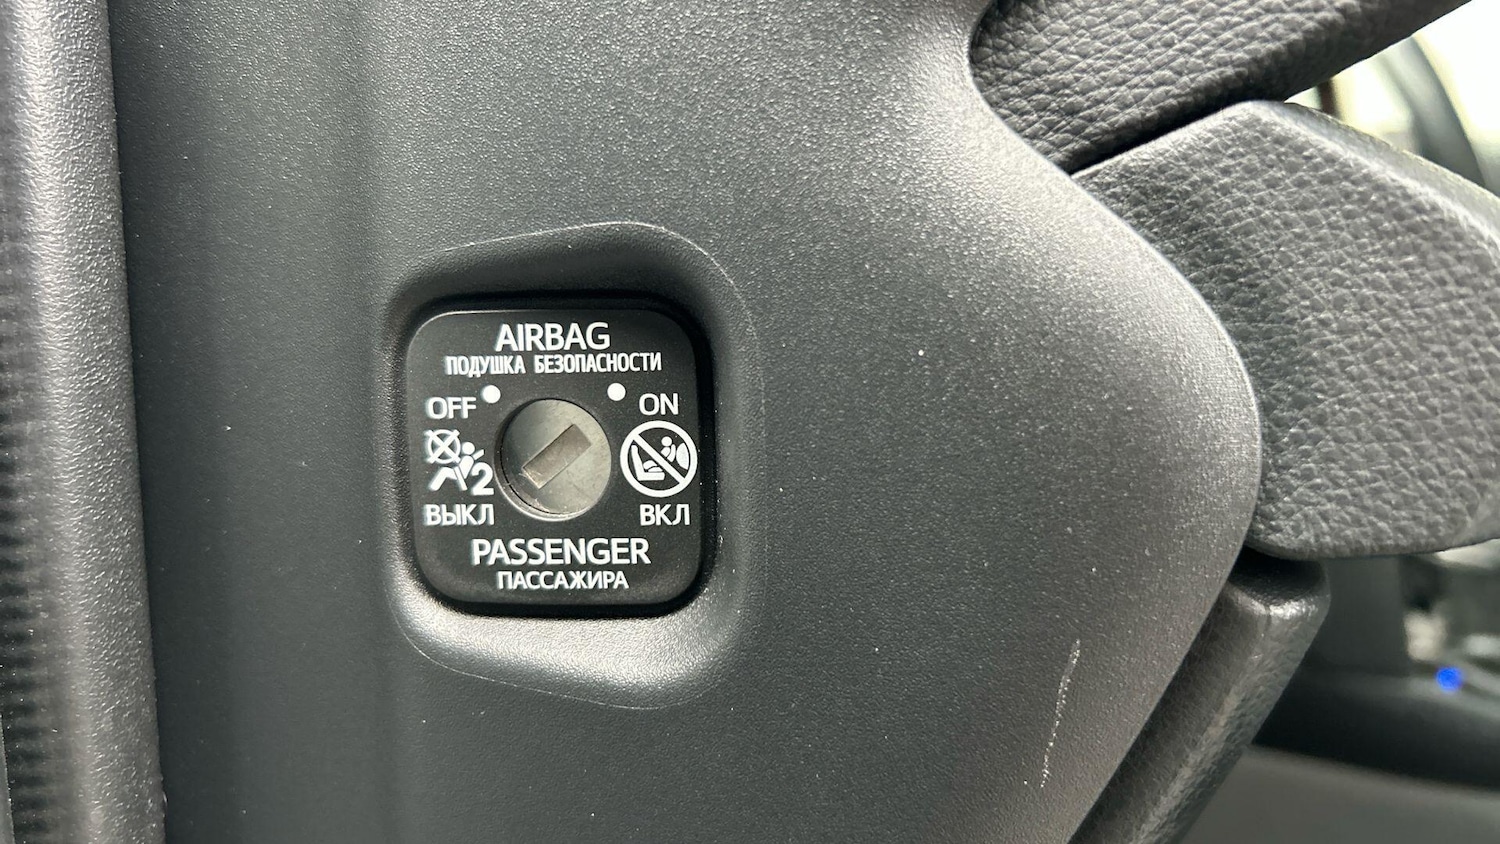 AIRBAG
ПОДУШКА БЕЗОПАСНОСТИ
OFF
ON
2
ВЫКЛ
ВКЛ
PASSENGER
ПАССАЖИРА